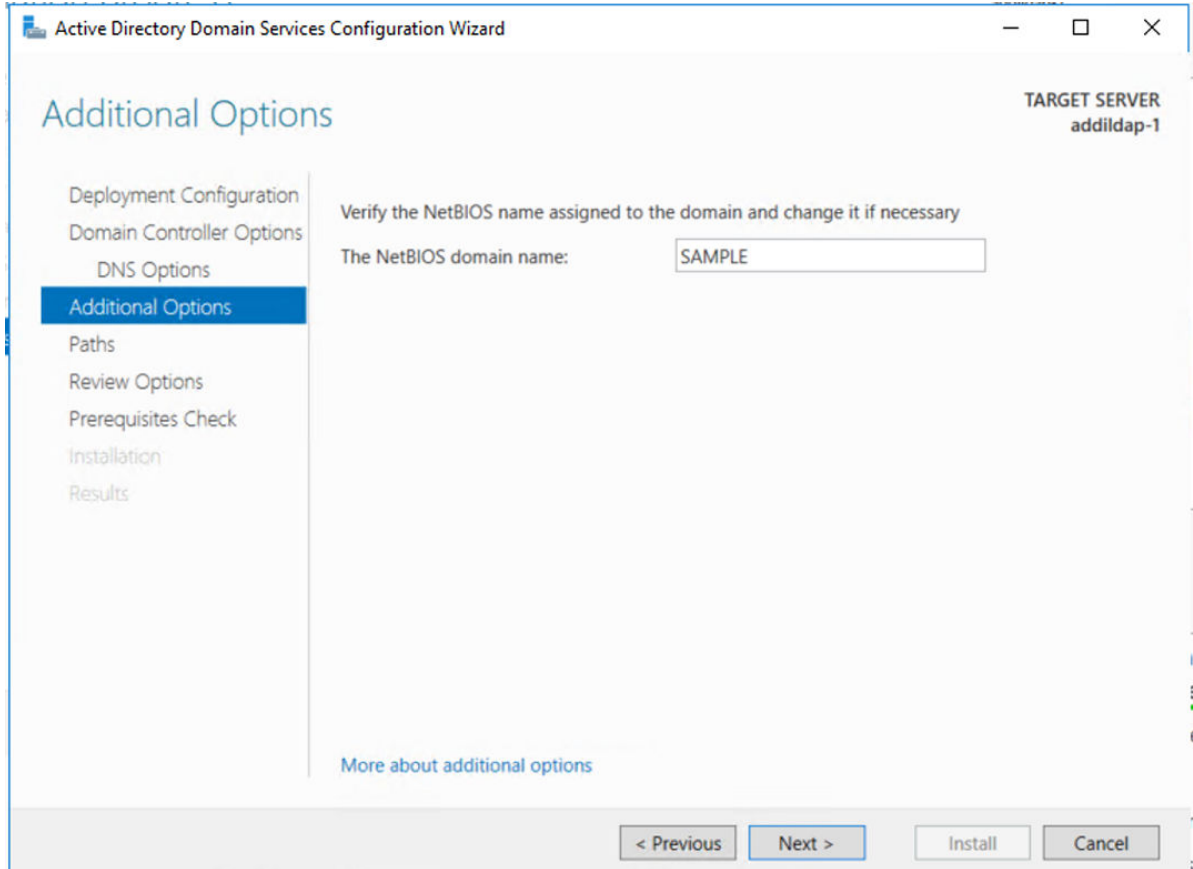 Active Directory Domain Services Configuration Wizard
Additional Options
TARGET SERVER
addildap-1
Deployment Configuration
Domain Controller Options
DNS Options
Additional Options
Paths
Review Options
Prerequisites Check
Installation
Results
Verify the NetBIOS name assigned to the domain and change it if necessary
The NetBIOS domain name: SAMPLE
More about additional options
< Previous Next > Install Cancel